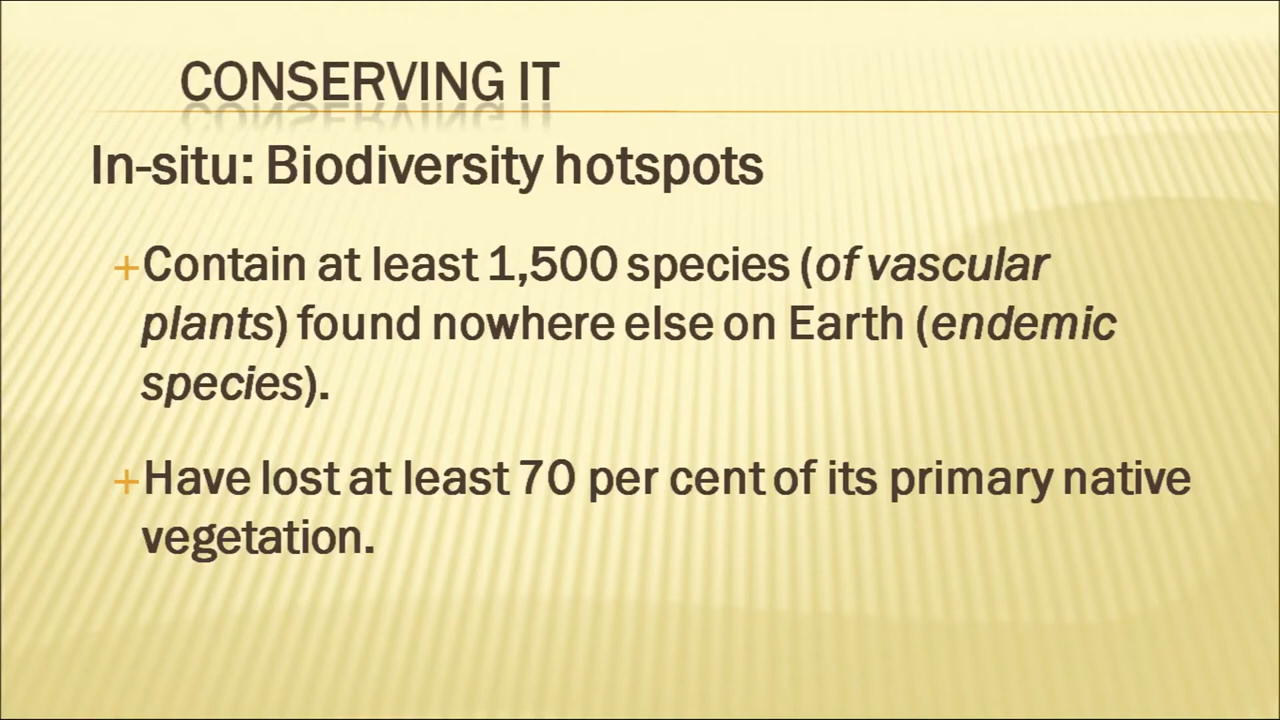 CONSERVING IT
In-situ: Biodiversity hotspots
+Contain at least 1,500 species (of vascular
plants) found nowhere else on Earth (endemic
species).
+Have lost at least 70 per cent of its primary native
vegetation.